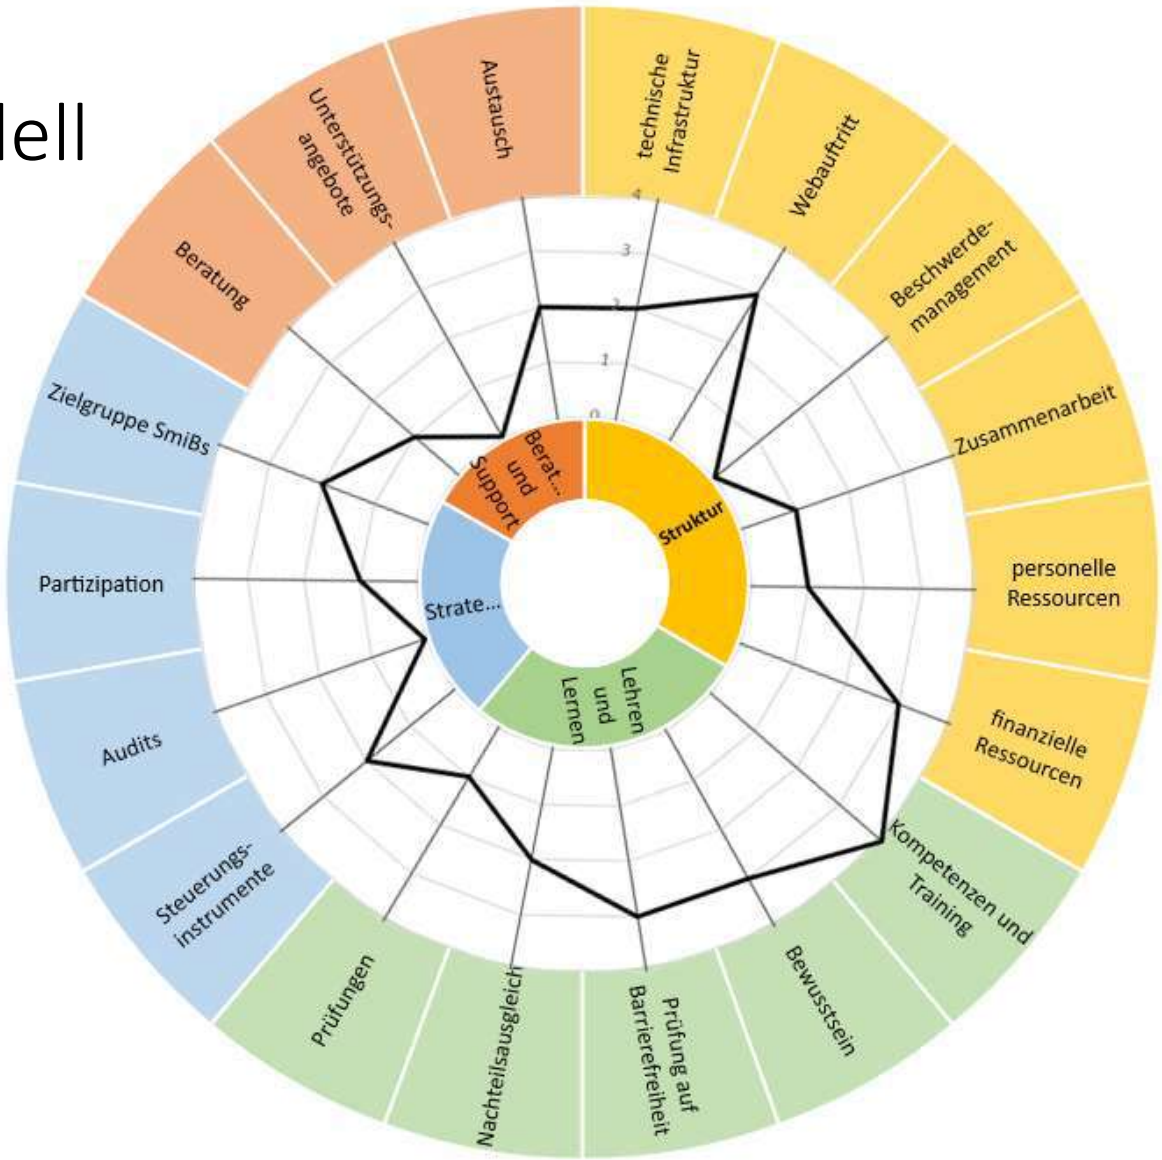 lell
technische
Infrastruktur
Webauftritt
Beschwerde-
management
Zusammenarbeit
personelle
Ressourcen
finanzielle
Ressourcen
Kompetenzen und
Training
Bewusstsein
Prüfung auf
Barrierefreiheit
Nachteilsausgleich
Prüfungen
Steuerungs-
instrumente
Audits
Partizipation
Zielgruppe SmiBs
Beratung
Unterstützungs-
angebote
Austausch
4
3
2
1
0
Struktur
Lehren
und
Lernen
Strate...
Berat...
und
Support